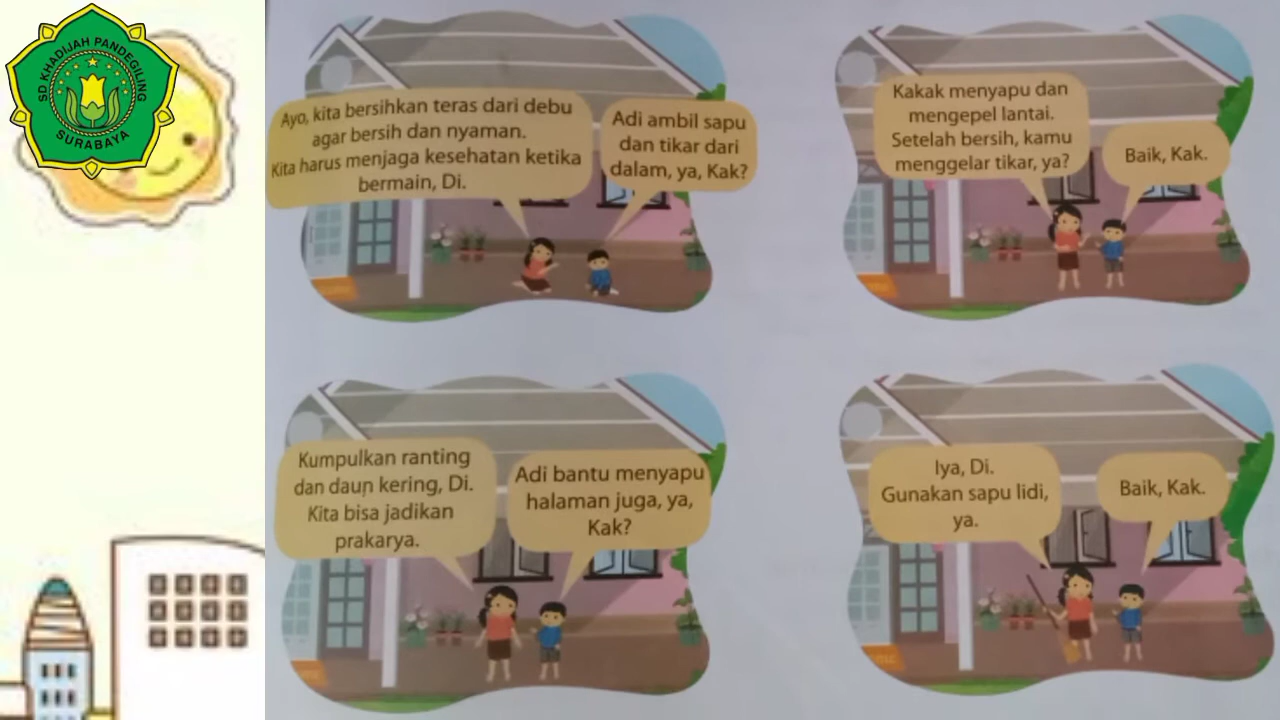 SD KHADIJAH PANDEGILING
SURABAYA
Ayo, kita bersihkan teras dari debu
agar bersih dan nyaman.
Kita harus menjaga kesehatan ketika
bermain, Di.
Adi ambil sapu
dan tikar dari
dalam, ya, Kak?
Kakak menyapu dan
mengepel lantai.
Setelah bersih, kamu
menggelar tikar, ya?
Baik, Kak.
Kumpulkan ranting
dan daun kering, Di.
Kita bisa jadikan
prakarya.
Adi bantu menyapu
halaman juga, ya,
Kak?
Iya, Di.
Gunakan sapu lidi,
ya.
Baik, Kak.